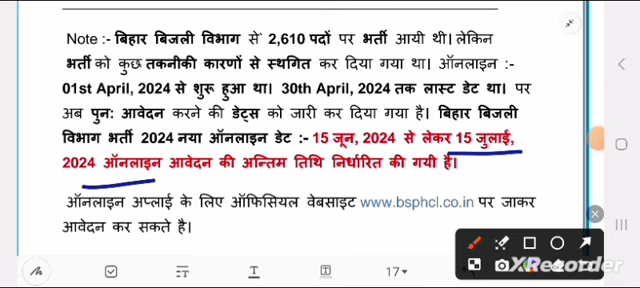 Note :- बिहार बिजली विभाग से 2,610 पदों पर भर्ती आयी थी। लेकिन
भर्ती को कुछ तकनीकी कारणों से स्थगित कर दिया गया था। ऑनलाइन :-
01st April, 2024 से शुरू हुआ था। 30th April, 2024 तक लास्ट डेट था। पर
अब पुन: आवेदन करने की डेट्स को जारी कर दिया गया है। बिहार बिजली
विभाग भर्ती 2024 नया ऑनलाइन डेट :- 15 जून, 2024 से लेकर 15 जुलाई,
2024 ऑनलाइन आवेदन की अन्तिम तिथि निर्धारित की गयी है।
ऑनलाइन अप्लाई के लिए ऑफिसियल वेबसाइट www.bsphcl.co.in पर जाकर
आवेदन कर सकते है।
17
XRecorder